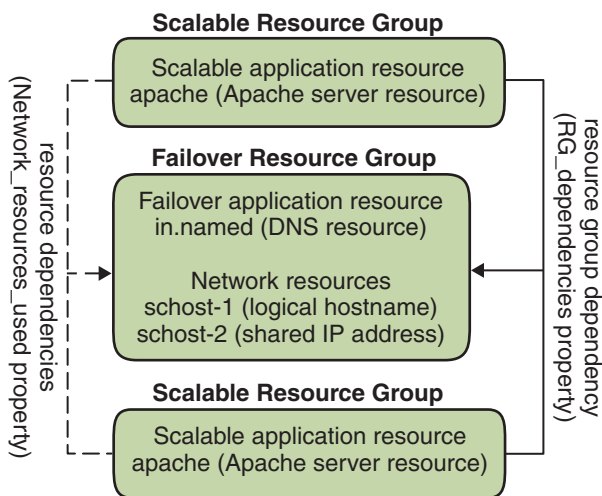 Scalable Resource Group
Scalable application resource
apache (Apache server resource)
Failover Resource Group
Failover application resource
in.named (DNS resource)
Network resources
schost-1 (logical hostname)
schost-2 (shared IP address)
Scalable Resource Group
Scalable application resource
apache (Apache server resource)
resource dependencies
(Network_resources_used property)
resource group dependency
(RG_dependencies property)